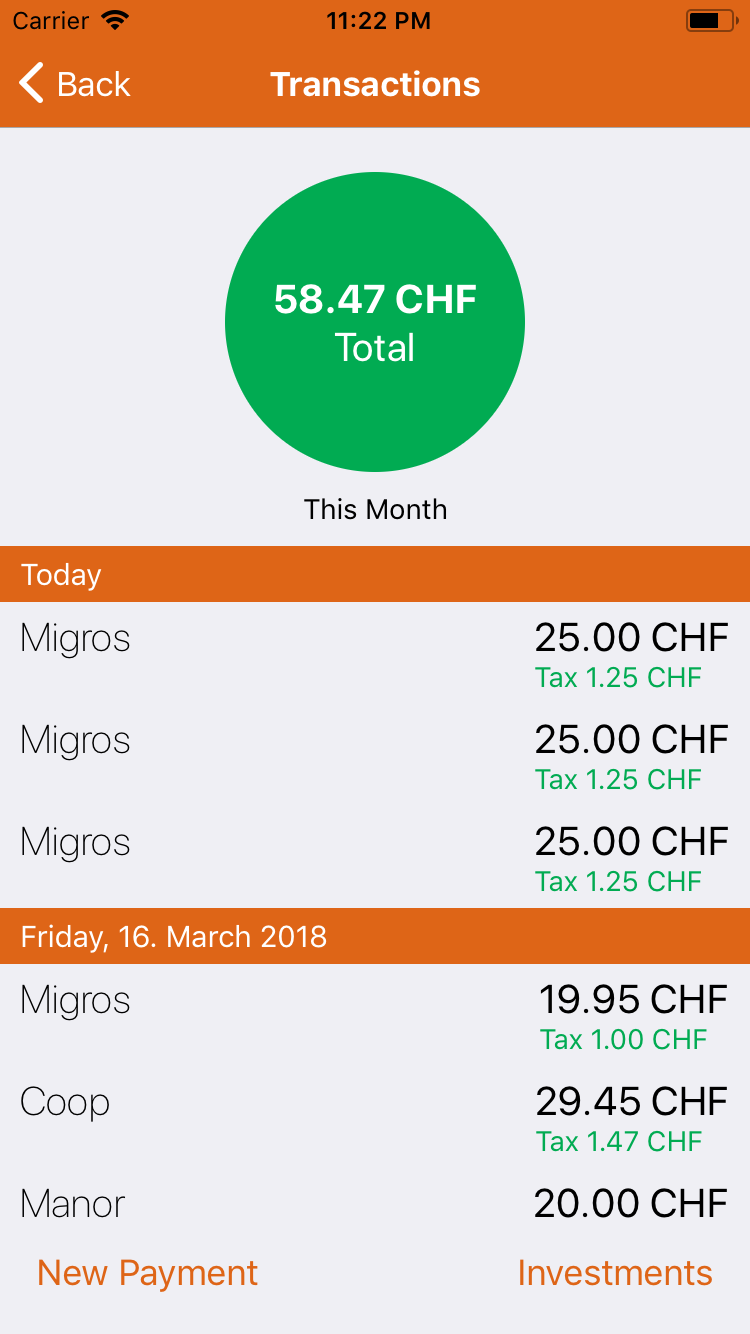 Carrier 11:22 PM
Back Transactions
58.47 CHF
Total
This Month
Today
Migros 25.00 CHF
Tax 1.25 CHF
Migros 25.00 CHF
Tax 1.25 CHF
Migros 25.00 CHF
Tax 1.25 CHF
Friday, 16. March 2018
Migros 19.95 CHF
Tax 1.00 CHF
Coop 29.45 CHF
Tax 1.47 CHF
Manor 20.00 CHF
New Payment Investments